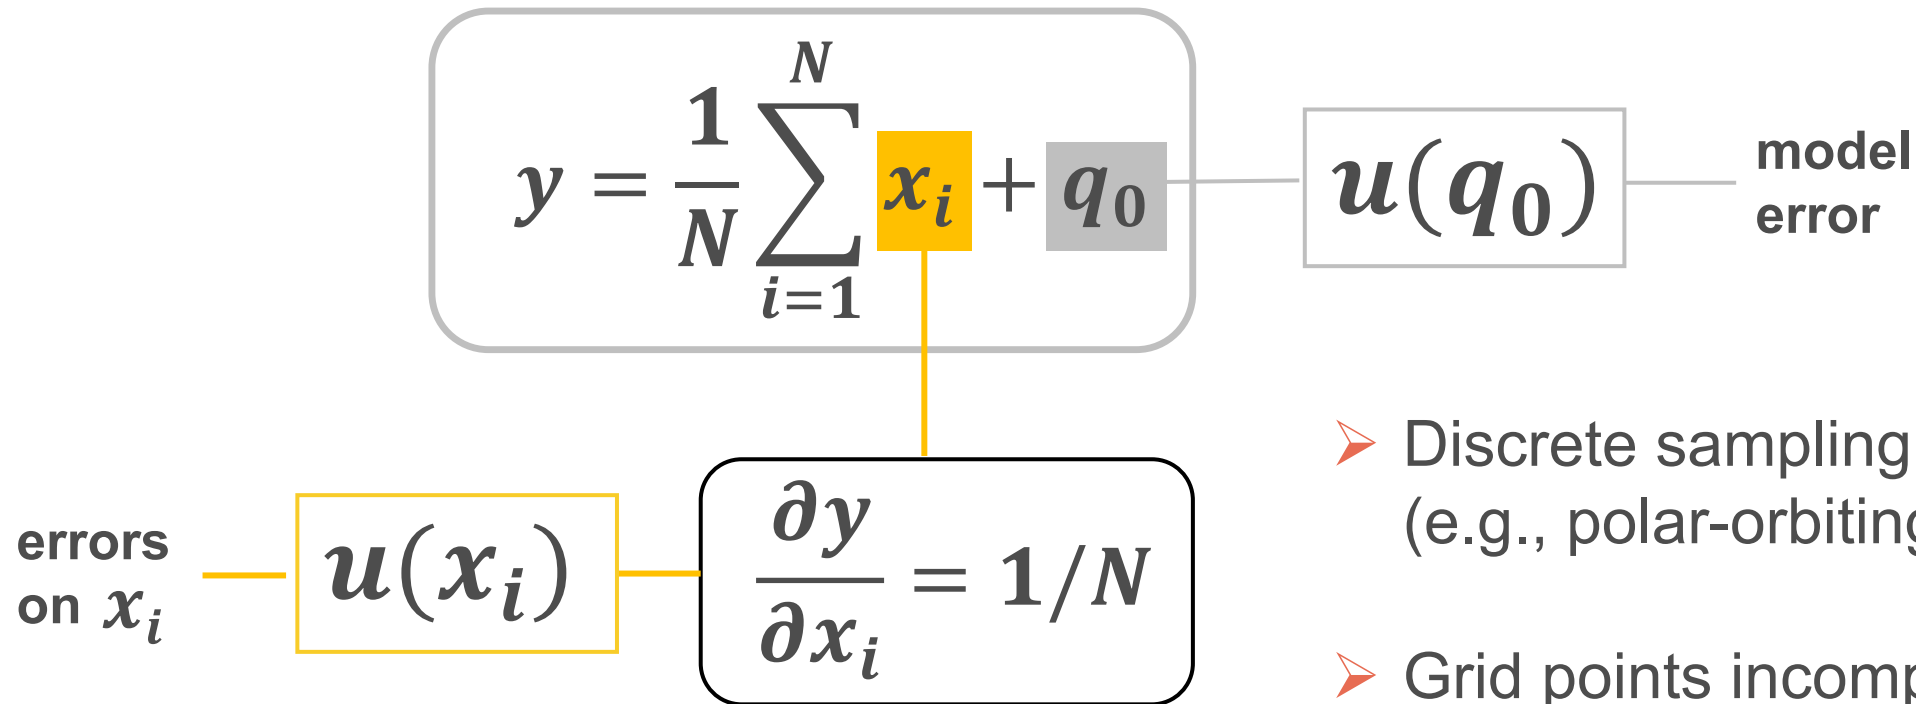 y = 1/N ∑_{i=1}^{N} x_i + q_0
u(q_0)
model
error
errors
on x_i
u(x_i)
∂y/∂x_i = 1/N
➢ Discrete sampling
(e.g., polar-orbiting
➢ Grid points